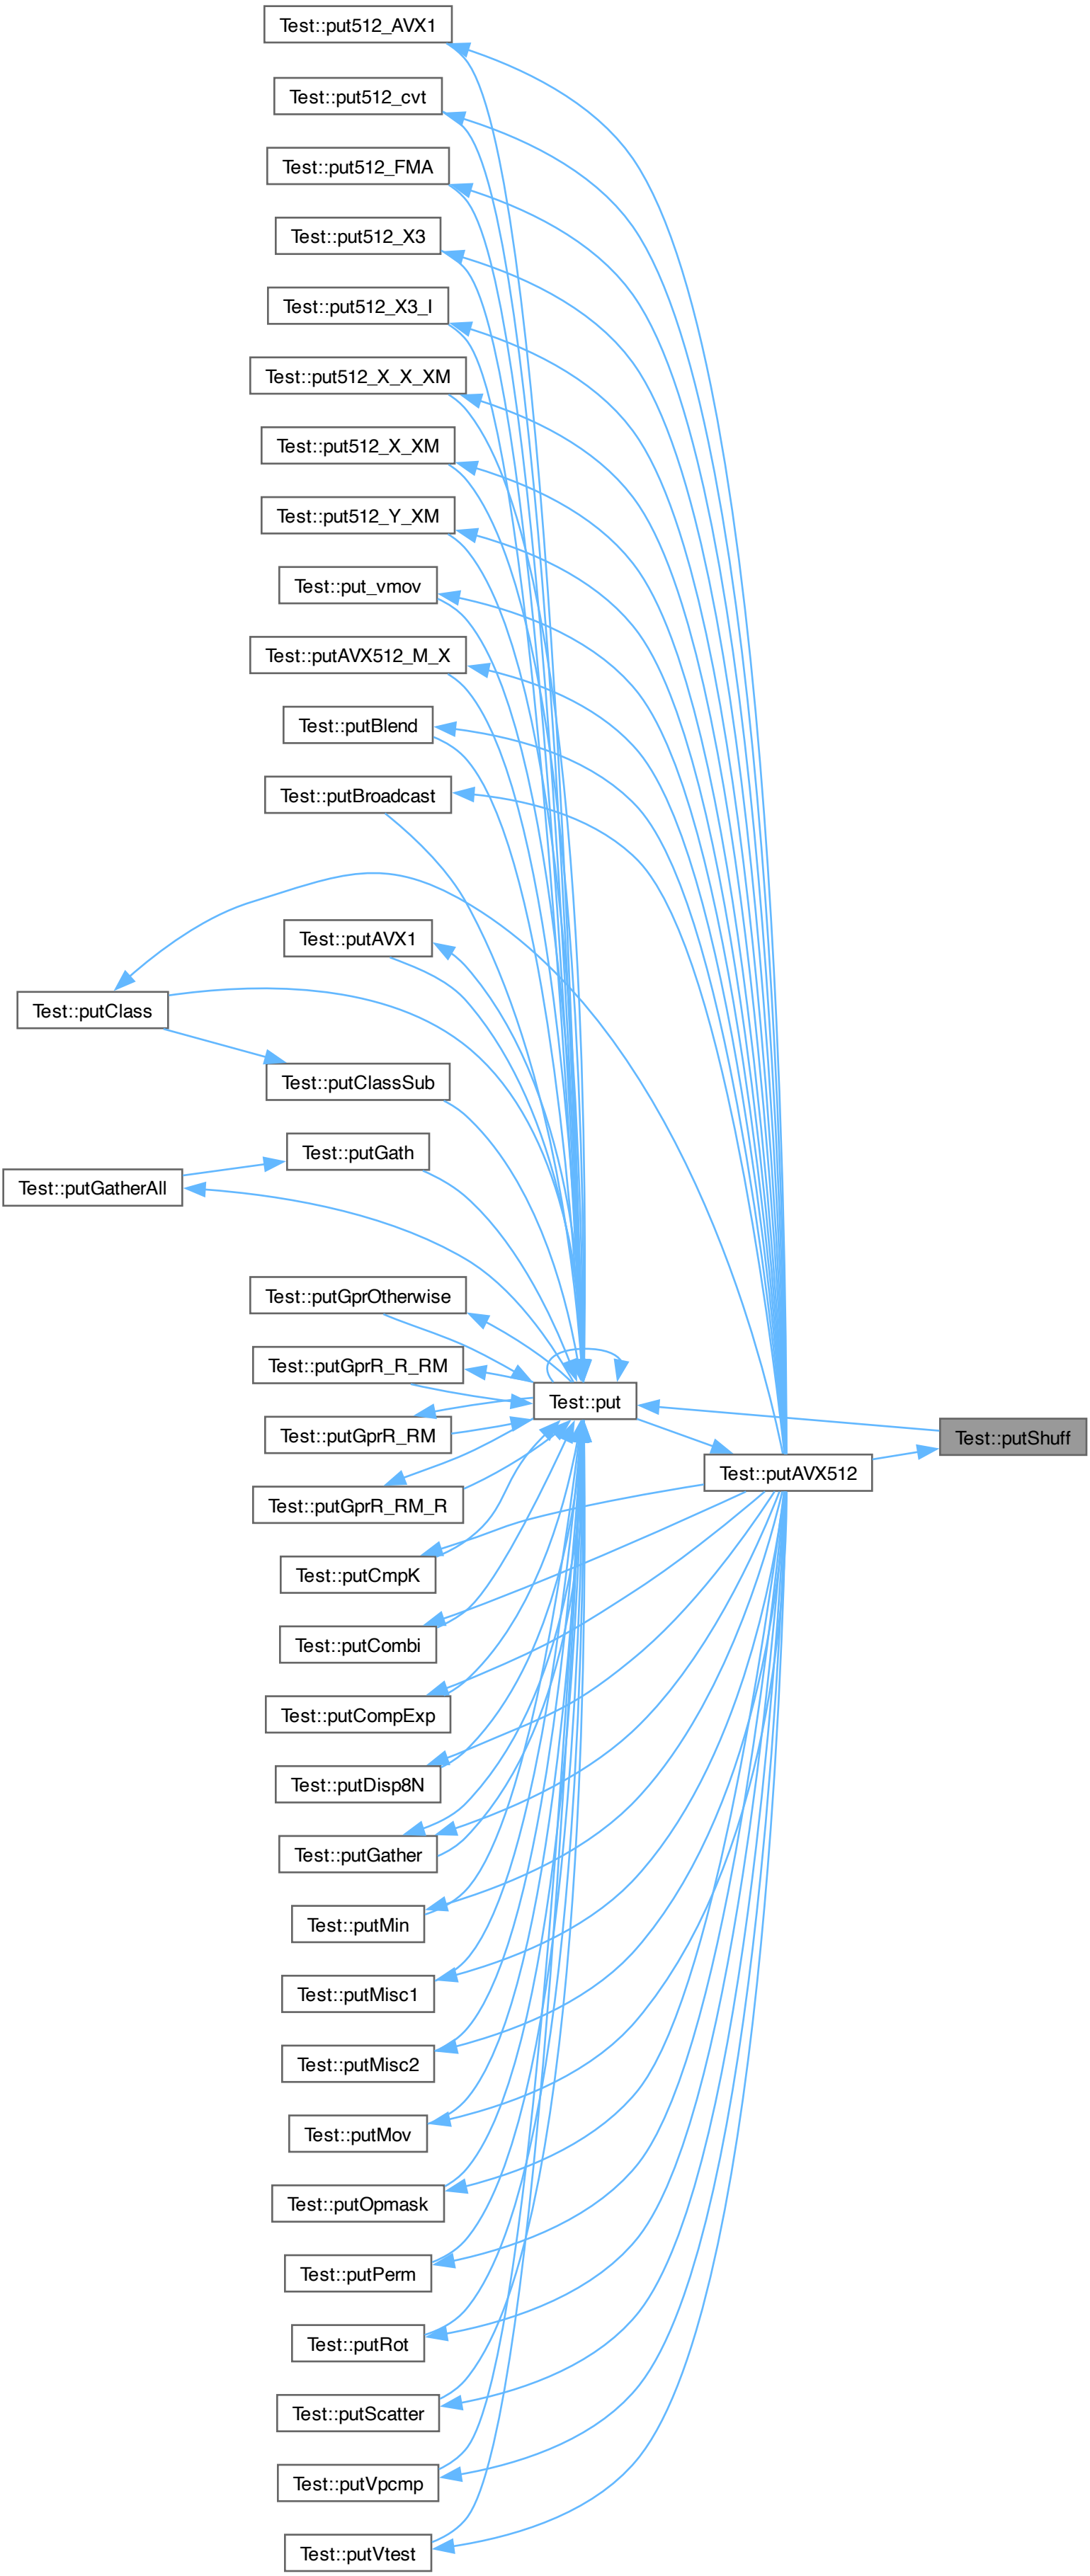 Test::put512_AVX1
Test::put512_cvt
Test::put512_FMA
Test::put512_X3
Test::put512_X3_I
Test::put512_X_X_XM
Test::put512_X_XM
Test::put512_Y_XM
Test::put_vmov
Test::putAVX512_M_X
Test::putBlend
Test::putBroadcast
Test::putAVX1
Test::putClass
Test::putClassSub
Test::putGath
Test::putGatherAll
Test::putGprOtherwise
Test::putGprR_R_RM
Test::put
Test::putGprR_RM
Test::putShuff
Test::putAVX512
Test::putGprR_RM_R
Test::putCmpK
Test::putCombi
Test::putCompExp
Test::putDisp8N
Test::putGather
Test::putMin
Test::putMisc1
Test::putMisc2
Test::putMov
Test::putOpmask
Test::putPerm
Test::putRot
Test::putScatter
Test::putVpcmp
Test::putVtest